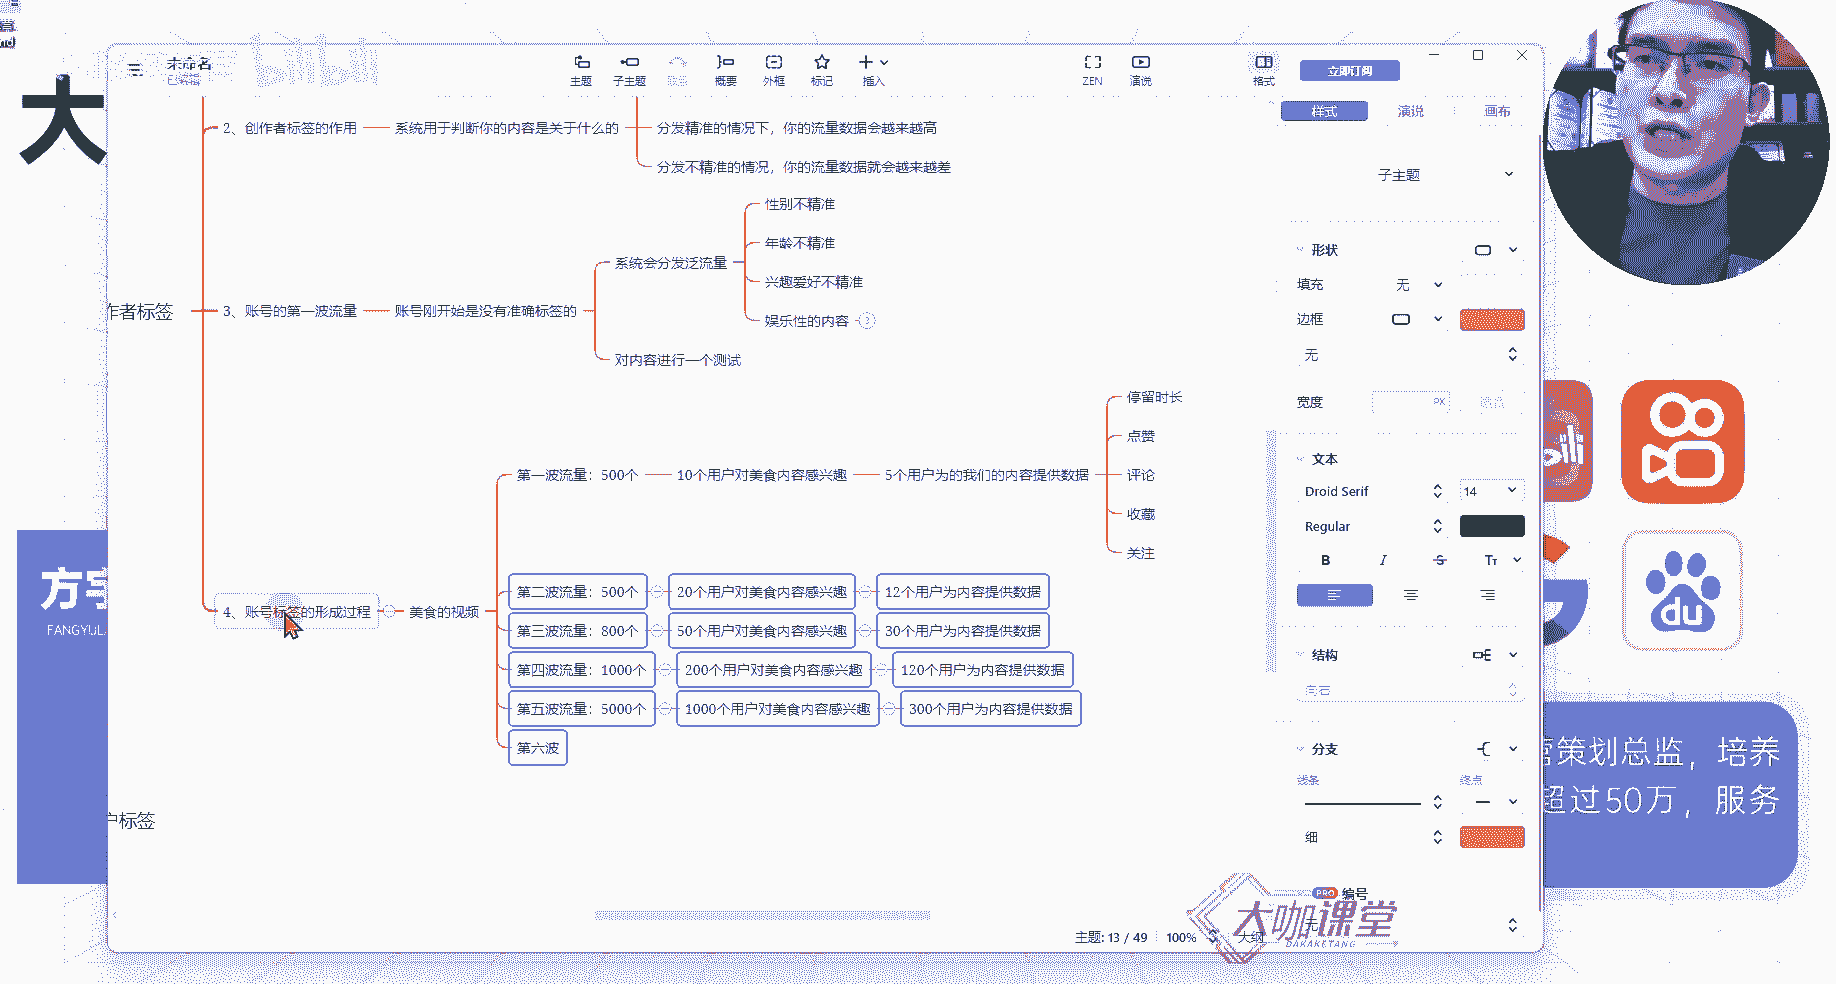 大
未命名
已编辑
bilibili
主题
子主题
概要
外框
标记
插入
ZEN
演说
格式
立即订阅
样式
演说
画布
2、创作者标签的作用
系统用于判断你的内容是关于什么的
分发精准的情况下，你的流量数据会越来越高
分发不精准的情况，你的流量数据就会越来越差
作者标签
3、账号的第一波流量
账号刚开始是没有准确标签的
系统会分发泛流量
性别不精准
年龄不精准
兴趣爱好不精准
娱乐性的内容
对内容进行一个测试
4、账号标签的形成过程
美食的视频
第一波流量：500个
10个用户对美食内容感兴趣
5个用户为的我们的内容提供数据
停留时长
点赞
评论
收藏
关注
第二波流量：500个
20个用户对美食内容感兴趣
12个用户为内容提供数据
第三波流量：800个
50个用户对美食内容感兴趣
30个用户为内容提供数据
第四波流量：1000个
200个用户对美食内容感兴趣
120个用户为内容提供数据
第五波流量：5000个
1000个用户对美食内容感兴趣
300个用户为内容提供数据
第六波
户标签
子主题
形状
填充
无
边框
无
宽度
PX
文本
Droid Serif
14
Regular
B
I
S
Tт
结构
向右
分支
线条
终点
细
PRO
编号
无
主题: 13 / 49
100%
大纲
大咖课堂
DAKAKETANG
方宇
FANGYU
du
营策划总监，培养
超过50万，服务